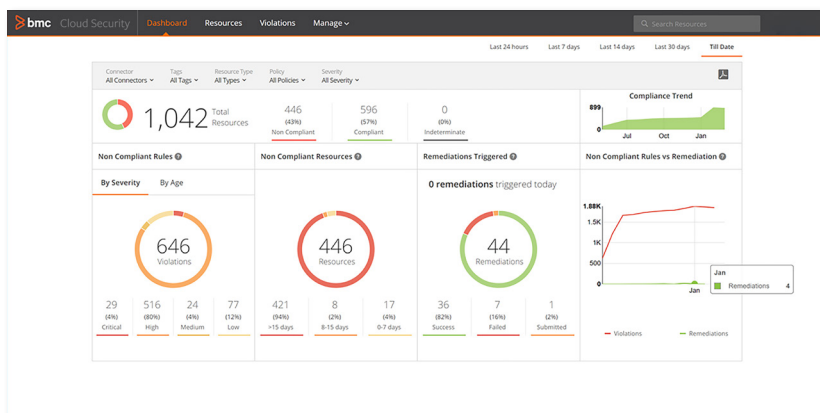 bmc Cloud Security Dashboard Resources Violations Manage Search Resources
Last 24 hours Last 7 days Last 14 days Last 30 days Till Date
Connector Tags Resource Type Policy Severity
All Connectors All Tags All Types All Policies All Severity
1,042 Total Resources
446 596 0
(43%) (57%) (0%)
Non Compliant Compliant Indeterminate
Compliance Trend
899
0
Jul Oct Jan
Non Compliant Rules Non Compliant Resources Remediations Triggered Non Compliant Rules vs Remediation
By Severity By Age
646
Violations
29 516 24 77
(4%) (80%) (4%) (12%)
Critical High Medium Low
446
Resources
421 8 17
(94%) (2%) (4%)
>15 days 8-15 days 0-7 days
0 remediations triggered today
44
Remediations
36 7 1
(82%) (16%) (2%)
Success Failed Submitted
1.88K
1.5K
1K
500
0
Jan
Jan
Remediations 4
Violations Remediations